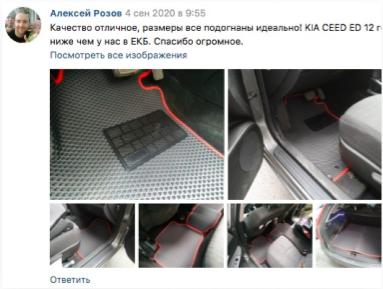 Алексей Розов 4 сен 2020 в 9:55
Качество отличное, размеры все подогнаны идеально! KIA CEED ED 12 г
ниже чем у нас в ЕКБ. Спасибо огромное.
Посмотреть все изображения
Ответить